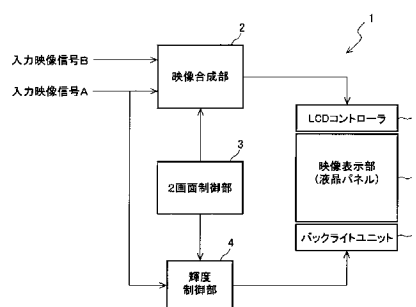 1
2
入力映像信号B
映像合成部
入力映像信号A
LCDコントローラ
3
映像表示部
(液晶パネル)
2画面制御部
バックライトユニット
4
輝度
制御部